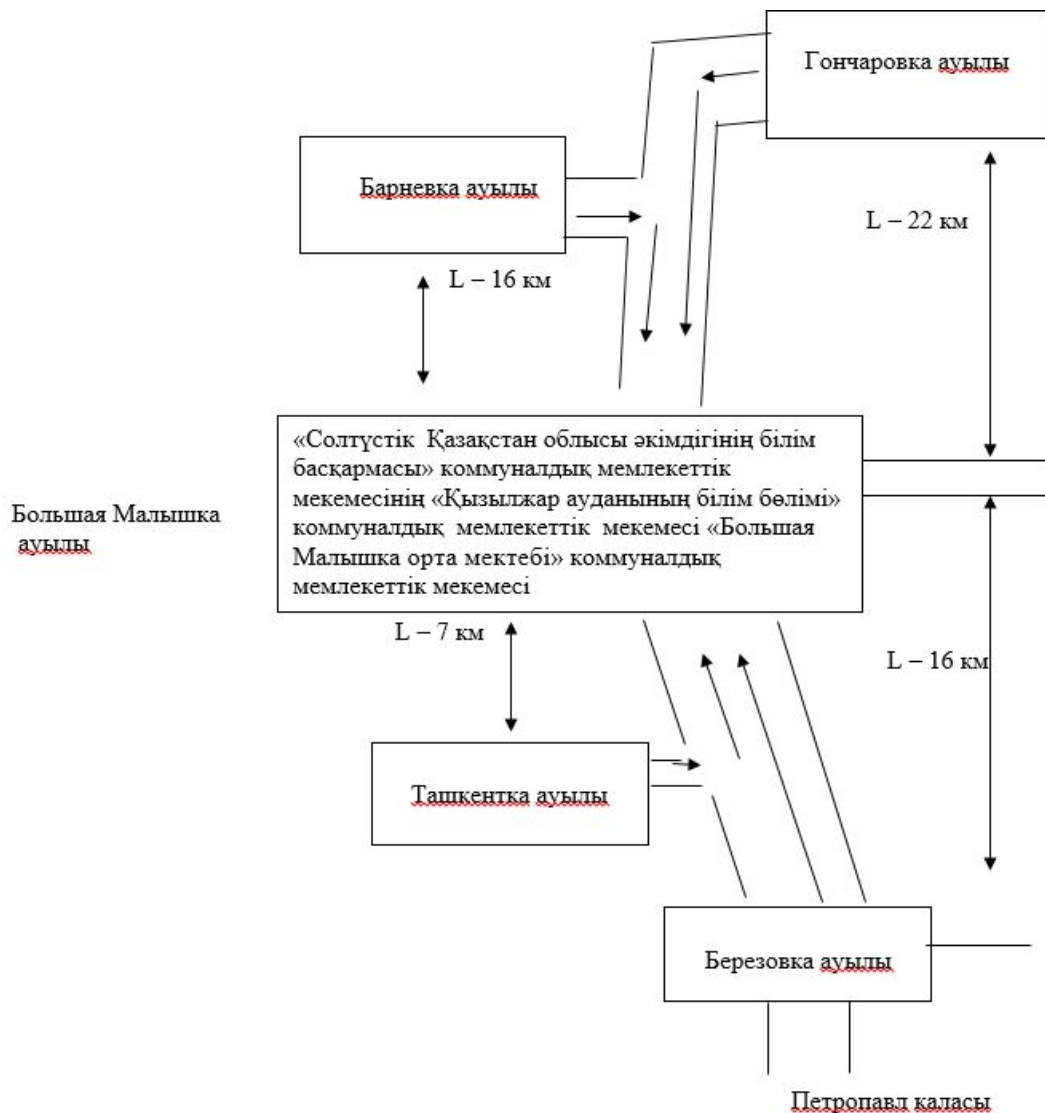 Гончаровка ауылы
Барневка ауылы
L – 22 км
L – 16 км
«Солтүстік Қазақстан облысы әкімдігінің білім
басқармасы» коммуналдық мемлекеттік
мекемесінің «Қызылжар ауданының білім бөлімі»
коммуналдық мемлекеттік мекемесі «Большая
Малышка орта мектебі» коммуналдық
мемлекеттік мекемесі
Большая Малышка
ауылы
L – 7 км
L – 16 км
Ташкентка ауылы
Березовка ауылы
Петропавл каласы